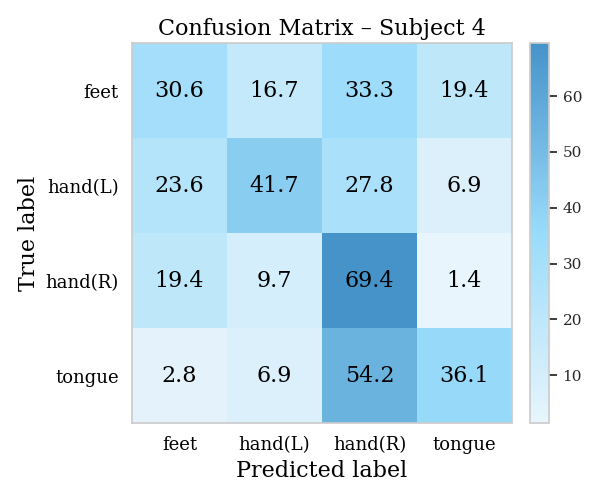 Confusion Matrix – Subject 4
feet 30.6 16.7 33.3 19.4
hand(L) 23.6 41.7 27.8 6.9
hand(R) 19.4 9.7 69.4 1.4
tongue 2.8 6.9 54.2 36.1
feet hand(L) hand(R) tongue
Predicted label
True label
60
50
40
30
20
10